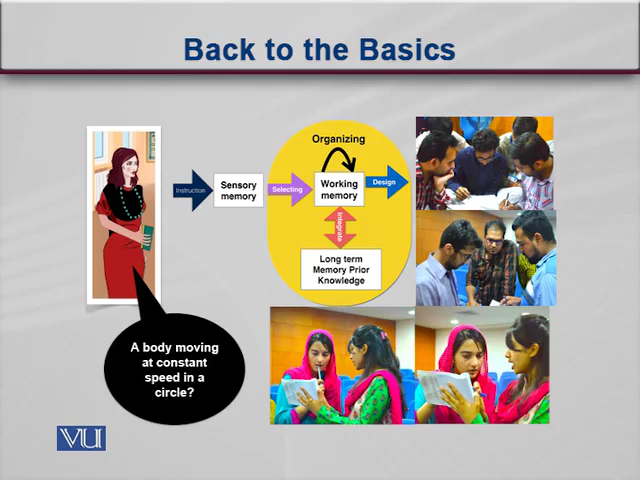 Back to the Basics
Organizing
Instruction
Sensory
memory
Selecting
Working
memory
Design
Integrate
Long term
Memory Prior
Knowledge
A body moving
at constant
speed in a
circle?
VU